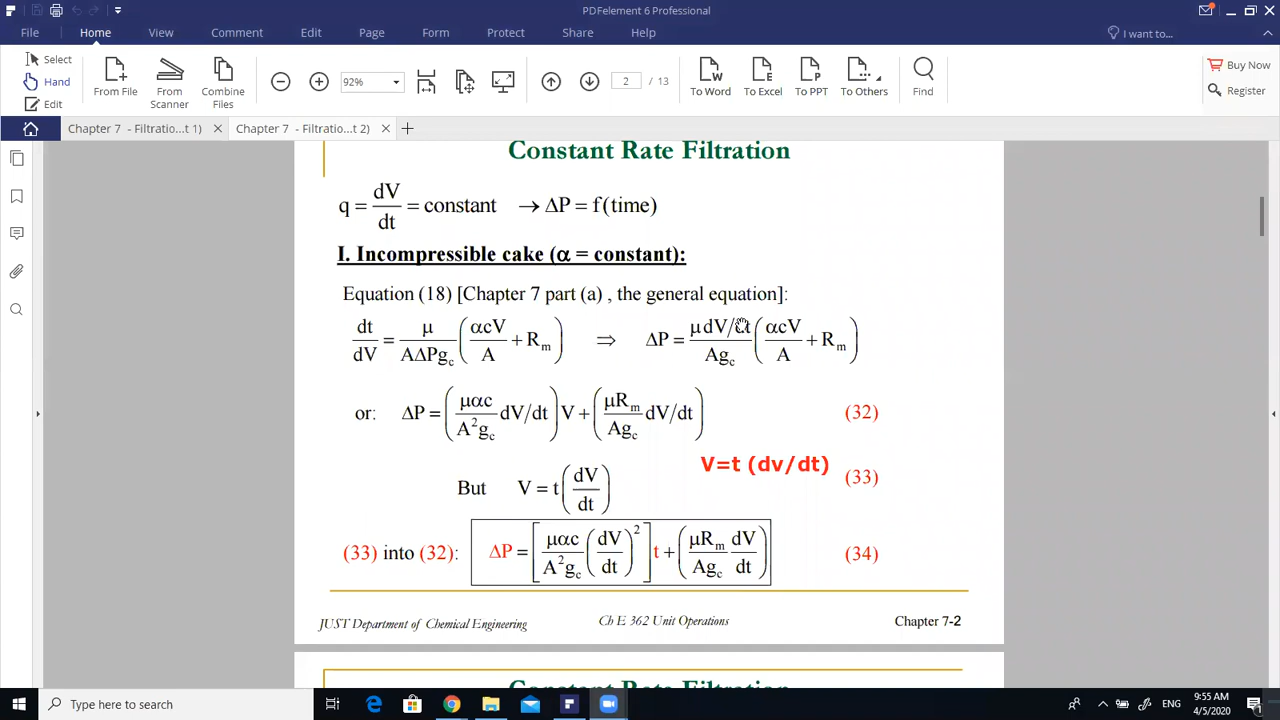 PDFelement 6 Professional
File Home View Comment Edit Page Form Protect Share Help I want to...
Select
Hand
Edit
From File
From Scanner
Combine Files
92%
2 / 13
To Word To Excel To PPT To Others Find
Buy Now
Register
Chapter 7 - Filtratio...t 1) Chapter 7 - Filtratio...t 2)
Constant Rate Filtration
q = dV/dt = constant → ΔP = f(time)
I. Incompressible cake (α = constant):
Equation (18) [Chapter 7 part (a) , the general equation]:
dt/dV = μ/(AΔPg_c) (αcV/A + R_m) ⇒ ΔP = (μ dV/dt)/(Ag_c) (αcV/A + R_m)
or: ΔP = (μαc/(A²g_c) dV/dt) V + (μR_m/(Ag_c) dV/dt) (32)
V=t (dv/dt)
But V = t(dV/dt) (33)
(33) into (32): ΔP = [μαc/(A²g_c) (dV/dt)²] t + (μR_m/(Ag_c) dV/dt) (34)
JUST Department of Chemical Engineering Ch E 362 Unit Operations Chapter 7-2
Constant Rate Filtration
Type here to search
ENG
9:55 AM
4/5/2020